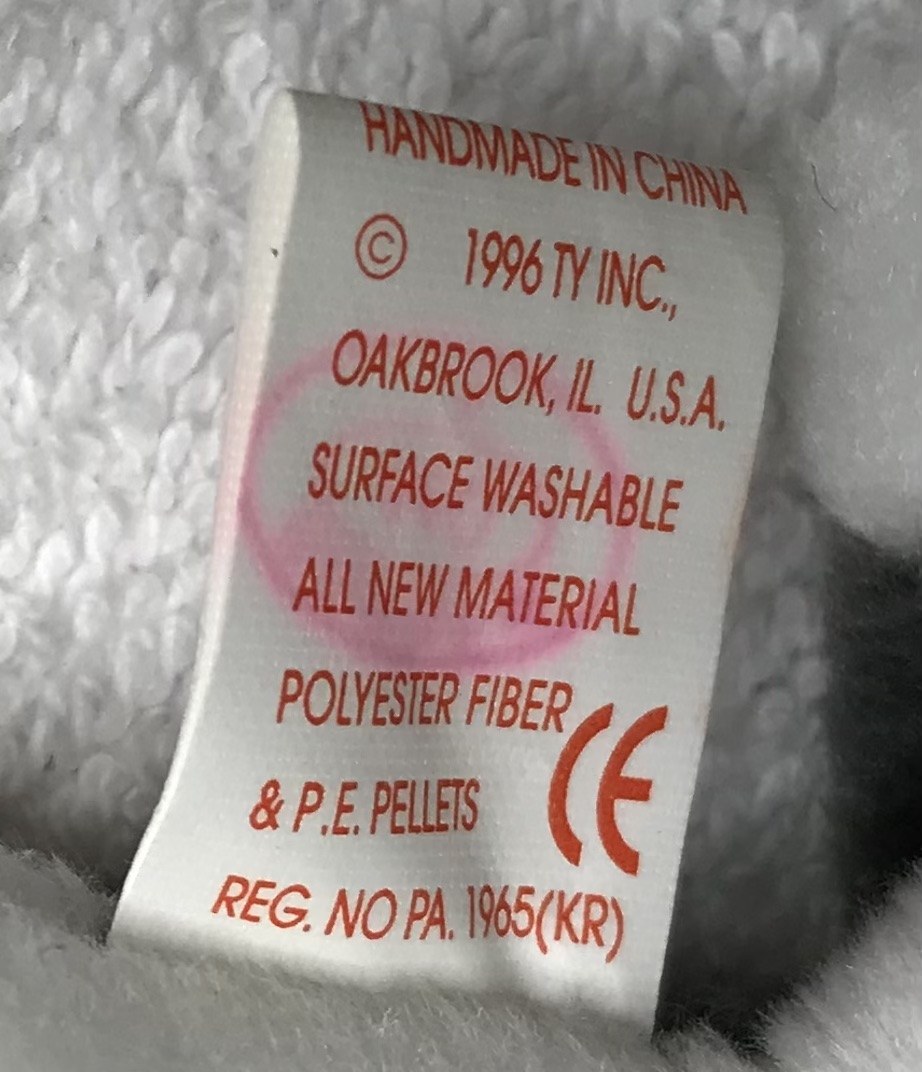 HANDMADE IN CHINA
© 1996 TY INC.,
OAKBROOK, IL. U.S.A.
SURFACE WASHABLE
ALL NEW MATERIAL
POLYESTER FIBER
& P.E. PELLETS CE
REG. NO PA. 1965(KR)